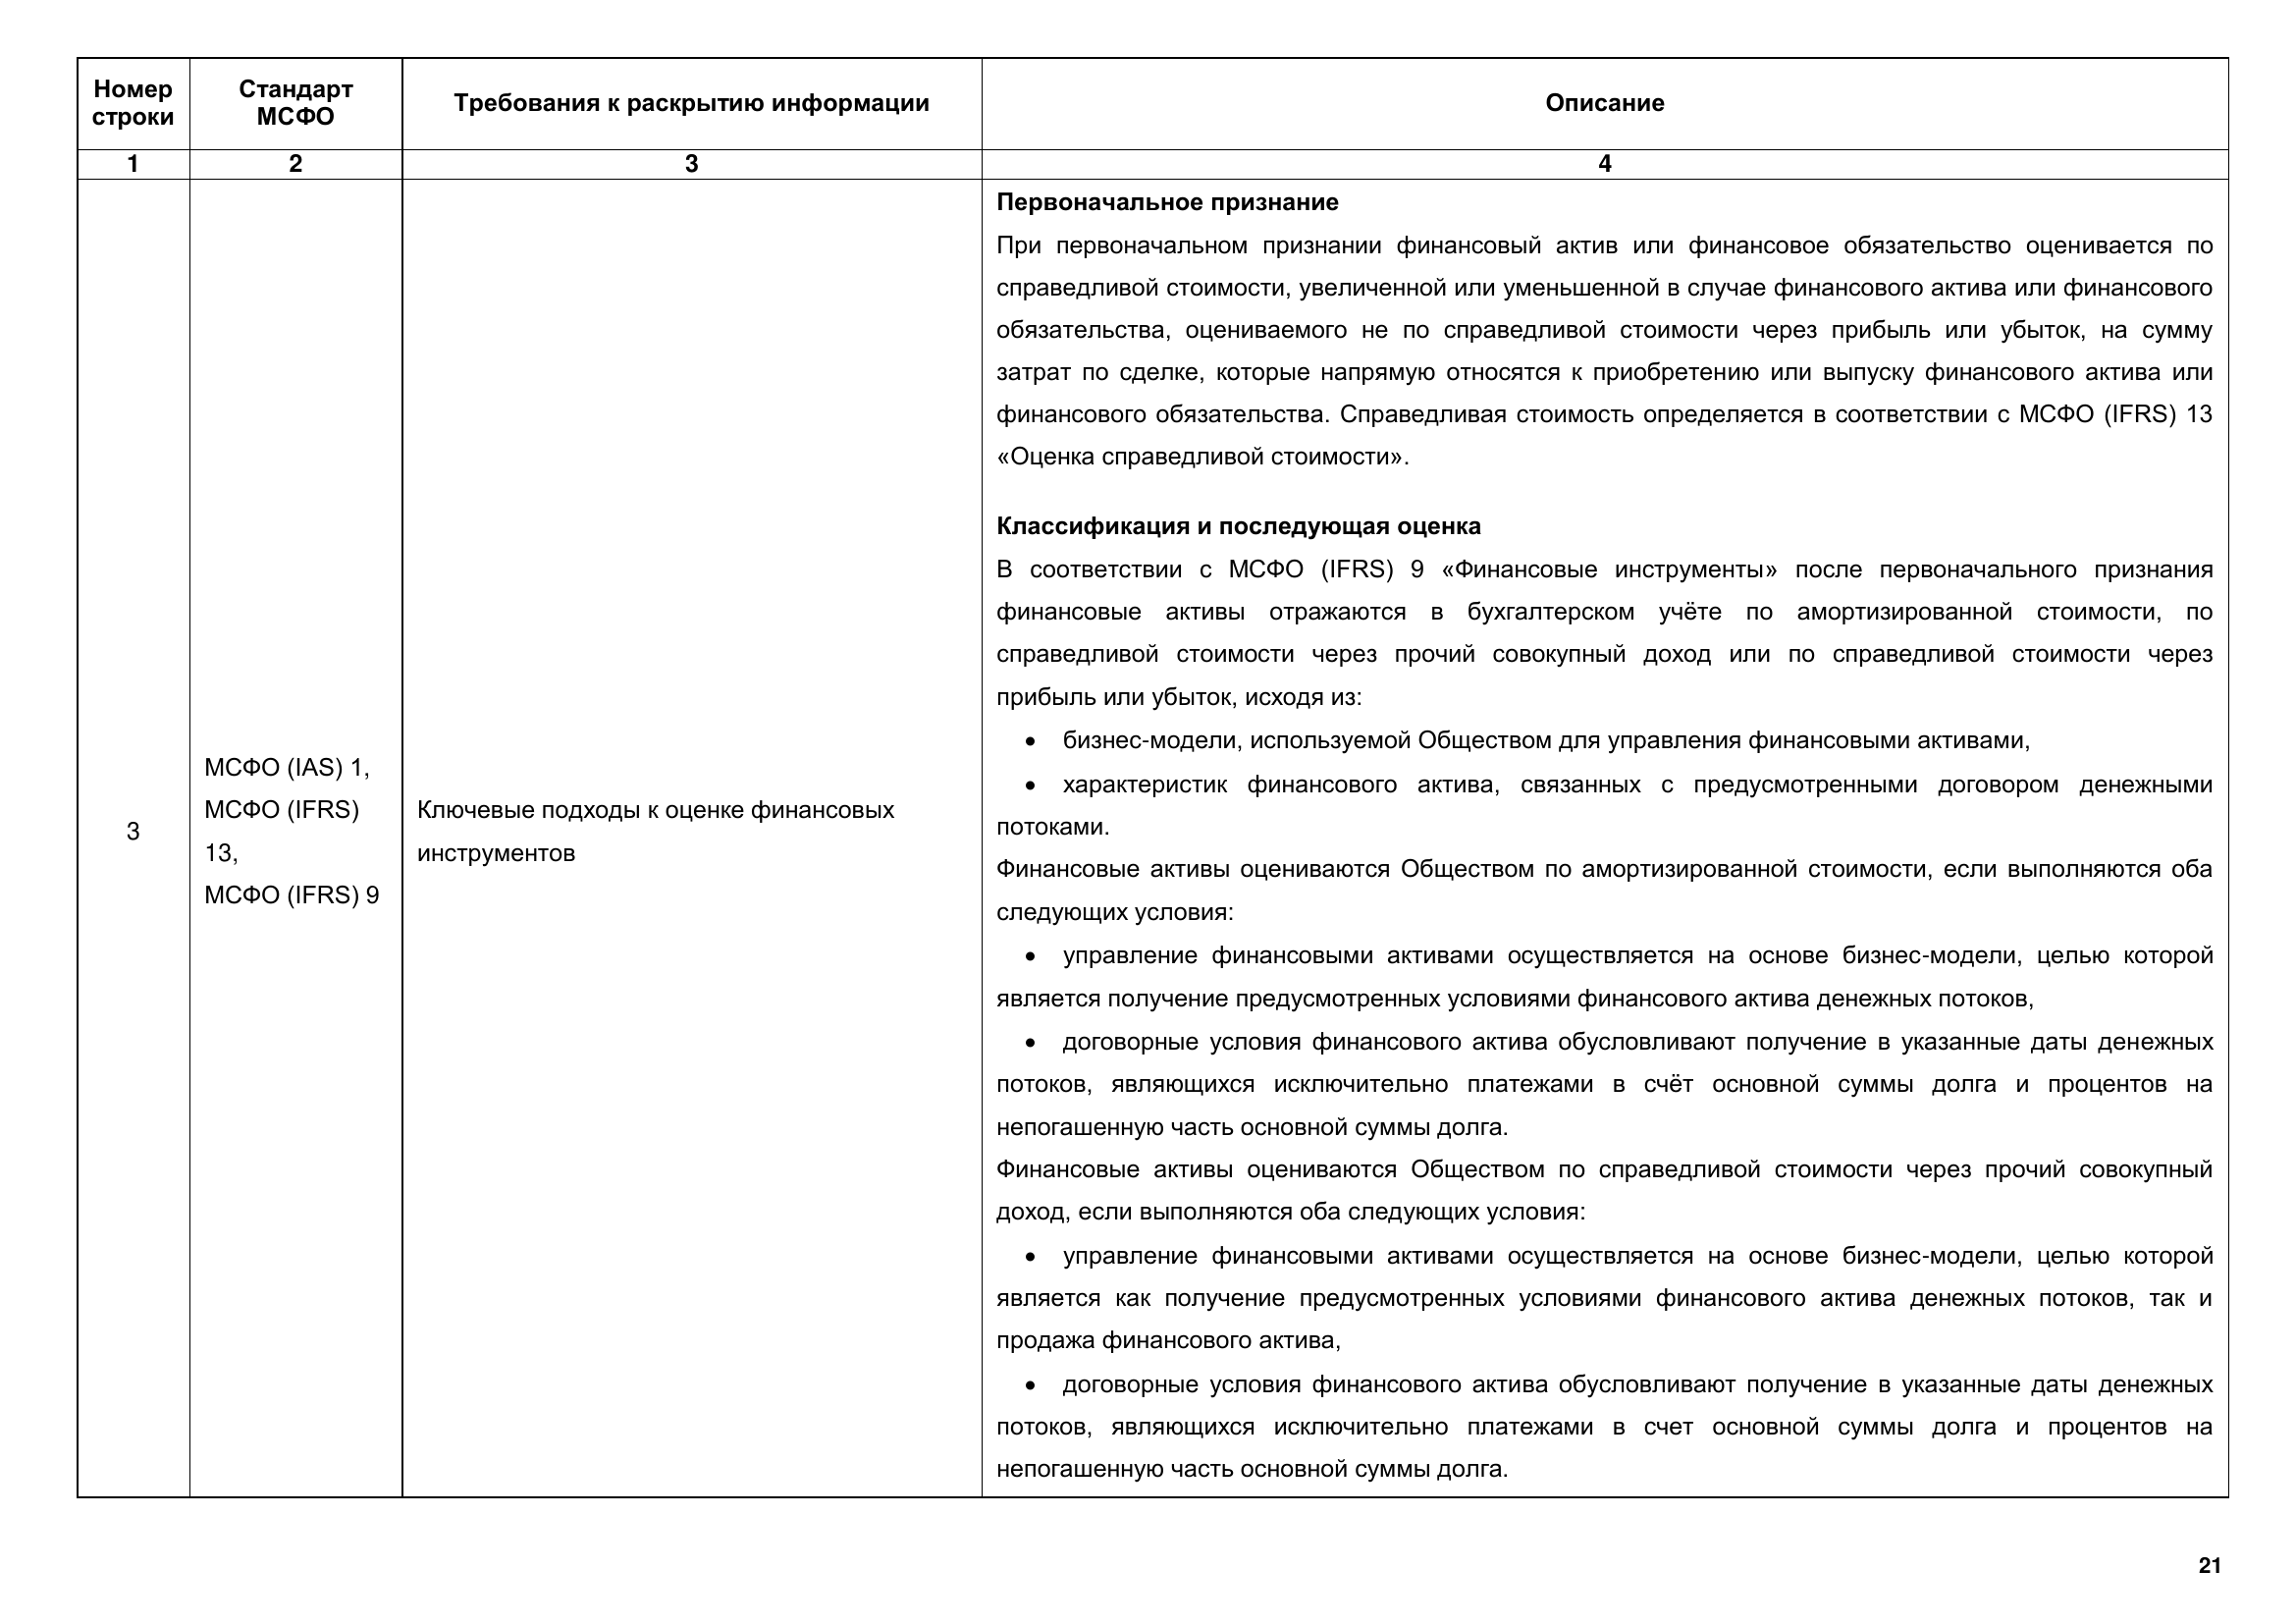 Номер
строки
Стандарт
МСФО
Требования к раскрытию информации
Описание
1
2
3
4
3
МСФО (IAS) 1,
МСФО (IFRS)
13,
МСФО (IFRS) 9
Ключевые подходы к оценке финансовых
инструментов
Первоначальное признание
При первоначальном признании финансовый актив или финансовое обязательство оценивается по
справедливой стоимости, увеличенной или уменьшенной в случае финансового актива или финансового
обязательства, оцениваемого не по справедливой стоимости через прибыль или убыток, на сумму
затрат по сделке, которые напрямую относятся к приобретению или выпуску финансового актива или
финансового обязательства. Справедливая стоимость определяется в соответствии с МСФО (IFRS) 13
«Оценка справедливой стоимости».
Классификация и последующая оценка
В соответствии с МСФО (IFRS) 9 «Финансовые инструменты» после первоначального признания
финансовые активы отражаются в бухгалтерском учёте по амортизированной стоимости, по
справедливой стоимости через прочий совокупный доход или по справедливой стоимости через
прибыль или убыток, исходя из:
• бизнес-модели, используемой Обществом для управления финансовыми активами,
• характеристик финансового актива, связанных с предусмотренными договором денежными
потоками.
Финансовые активы оцениваются Обществом по амортизированной стоимости, если выполняются оба
следующих условия:
• управление финансовыми активами осуществляется на основе бизнес-модели, целью которой
является получение предусмотренных условиями финансового актива денежных потоков,
• договорные условия финансового актива обусловливают получение в указанные даты денежных
потоков, являющихся исключительно платежами в счёт основной суммы долга и процентов на
непогашенную часть основной суммы долга.
Финансовые активы оцениваются Обществом по справедливой стоимости через прочий совокупный
доход, если выполняются оба следующих условия:
• управление финансовыми активами осуществляется на основе бизнес-модели, целью которой
является как получение предусмотренных условиями финансового актива денежных потоков, так и
продажа финансового актива,
• договорные условия финансового актива обусловливают получение в указанные даты денежных
потоков, являющихся исключительно платежами в счет основной суммы долга и процентов на
непогашенную часть основной суммы долга.
21